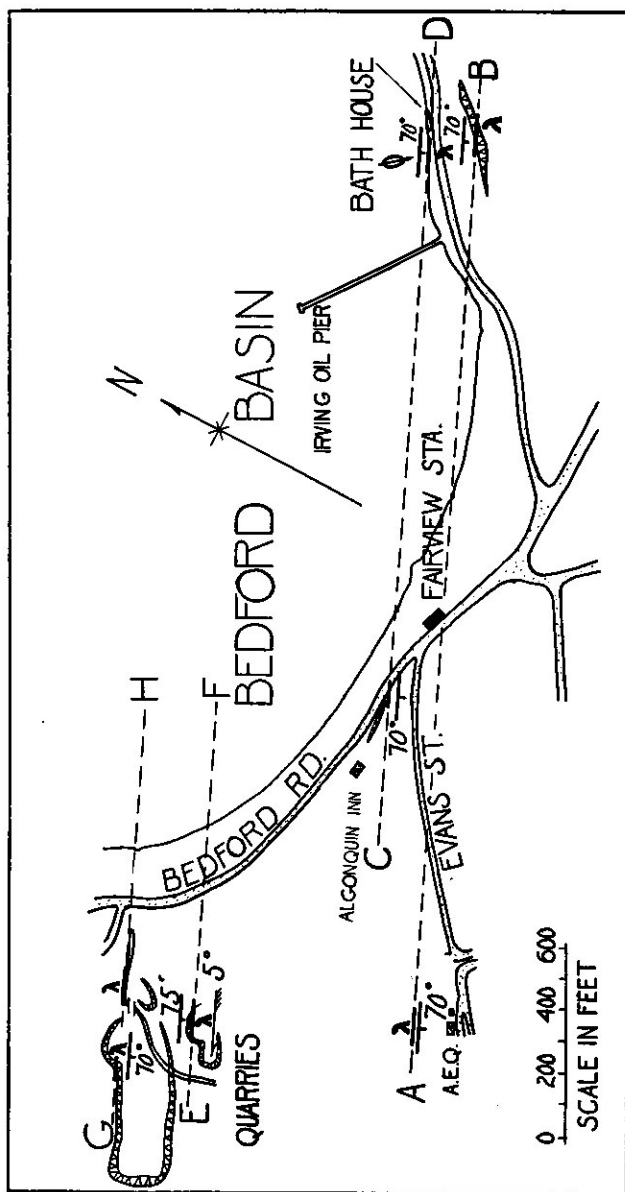 N
BEDFORD
BASIN
BATH HOUSE
IRVING OIL PIER
FAIRVIEW STA.
BEDFORD RD.
ALGONQUIN INN
EVANS ST.
A.E.Q.
QUARRIES
A
B
C
D
E
F
G
H
70°
70°
70°
70°
70°
75°
5°
0 200 400 600
SCALE IN FEET